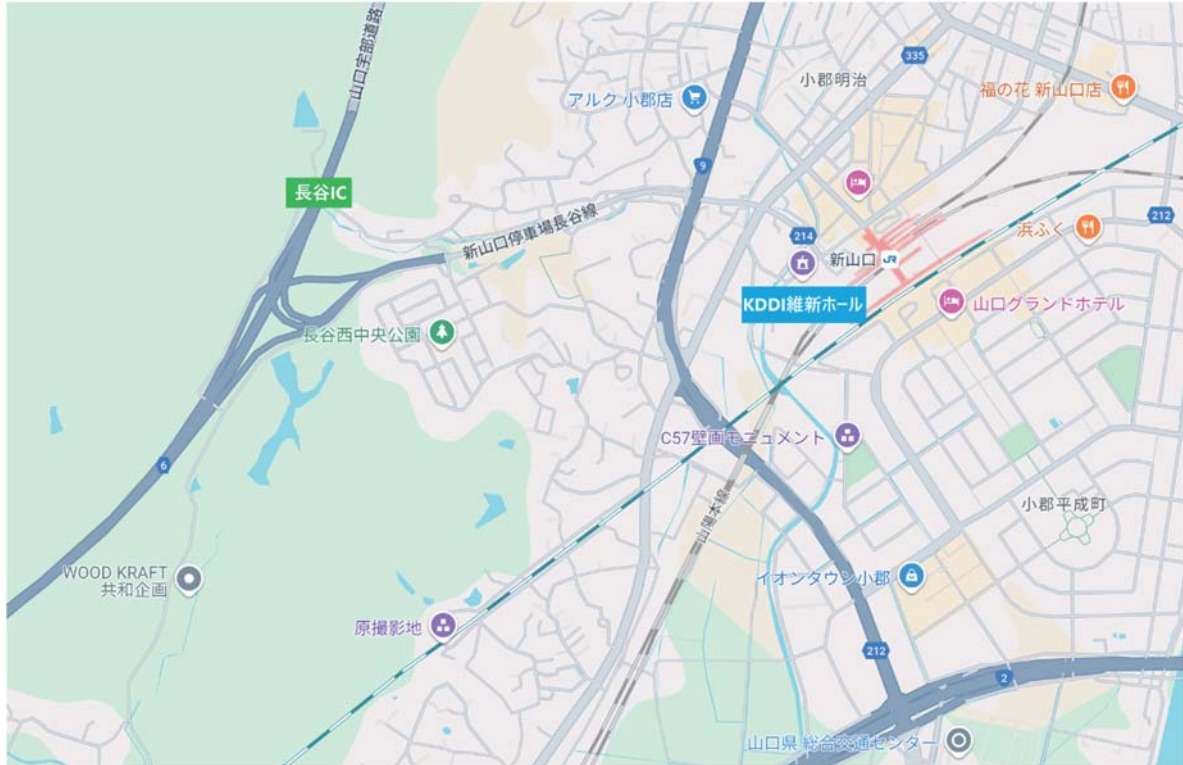 山口宇部道路
335
小郡明治
福の花 新山口店
アルク 小郡店
9
長谷IC
新山口停車場長谷線
214
212
浜ふく
新山口
JR
KDDI維新ホール
山口グランドホテル
長谷西中央公園
C57壁画モニュメント
6
山陽本線
小郡平成町
WOOD KRAFT
共和企画
イオンタウン小郡
原撮影地
212
2
山口県 総合交通センター